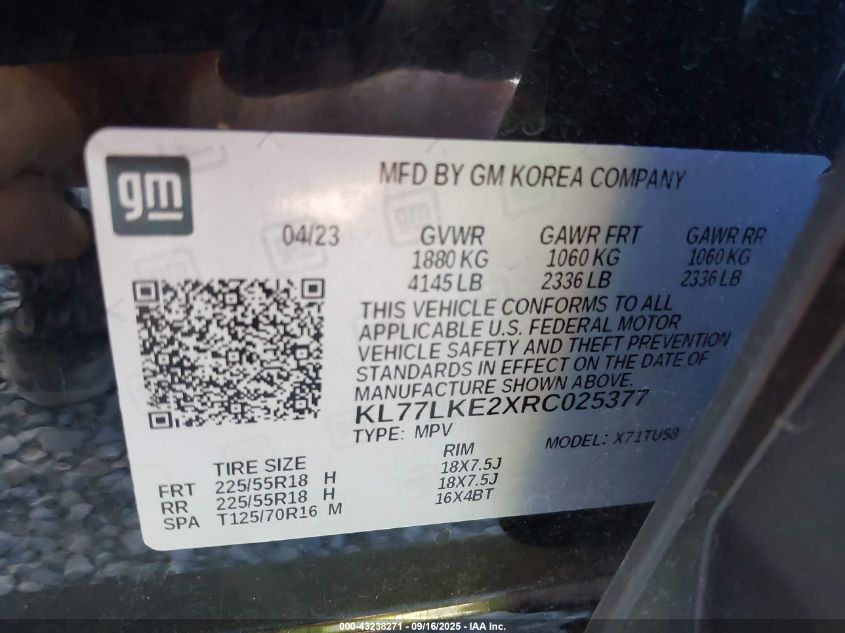 gm
MFD BY GM KOREA COMPANY
04/23 GVWR GAWR FRT GAWR RR
1880 KG 1060 KG 1060 KG
4145 LB 2336 LB 2336 LB
THIS VEHICLE CONFORMS TO ALL
APPLICABLE U.S. FEDERAL MOTOR
VEHICLE SAFETY AND THEFT PREVENTION
STANDARDS IN EFFECT ON THE DATE OF
MANUFACTURE SHOWN ABOVE.
KL77LKE2XRC025377
TYPE: MPV MODEL: X71TU58
TIRE SIZE RIM
FRT 225/55R18 H 18X7.5J
RR 225/55R18 H 18X7.5J
SPA T125/70R16 M 16X4BT
000-43238271 - 09/16/2025 - IAA Inc.